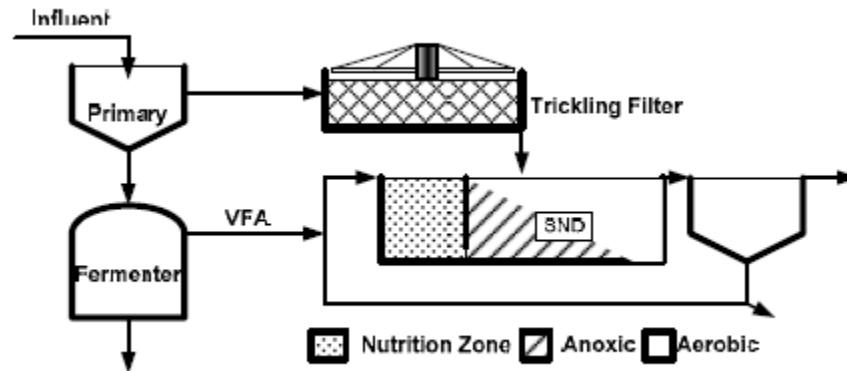 Influent
Primary
Trickling Filter
VFA
SND
Fermenter
Nutrition Zone
Anoxic
Aerobic